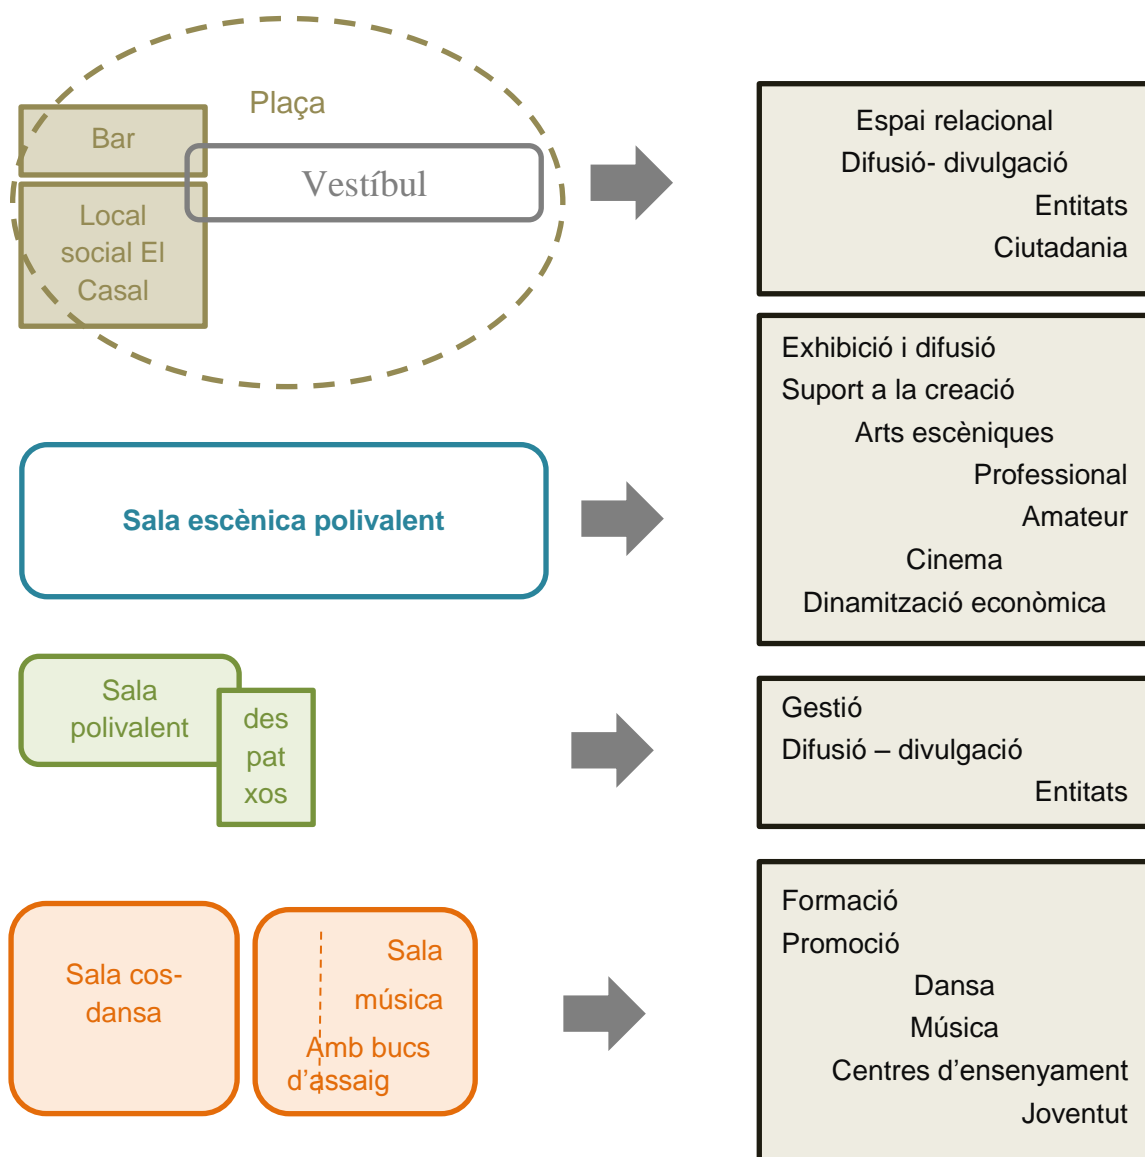 Plaça
Bar
Vestíbul
Local
social El
Casal
Espai relacional
Difusió- divulgació
Entitats
Ciutadania
Sala escènica polivalent
Exhibició i difusió
Suport a la creació
Arts escèniques
Professional
Amateur
Cinema
Dinamització econòmica
Sala
polivalent
des
pat
xos
Gestió
Difusió – divulgació
Entitats
Sala cos-
dansa
Sala
música
Amb bucs
d’assaig
Formació
Promoció
Dansa
Música
Centres d’ensenyament
Joventut